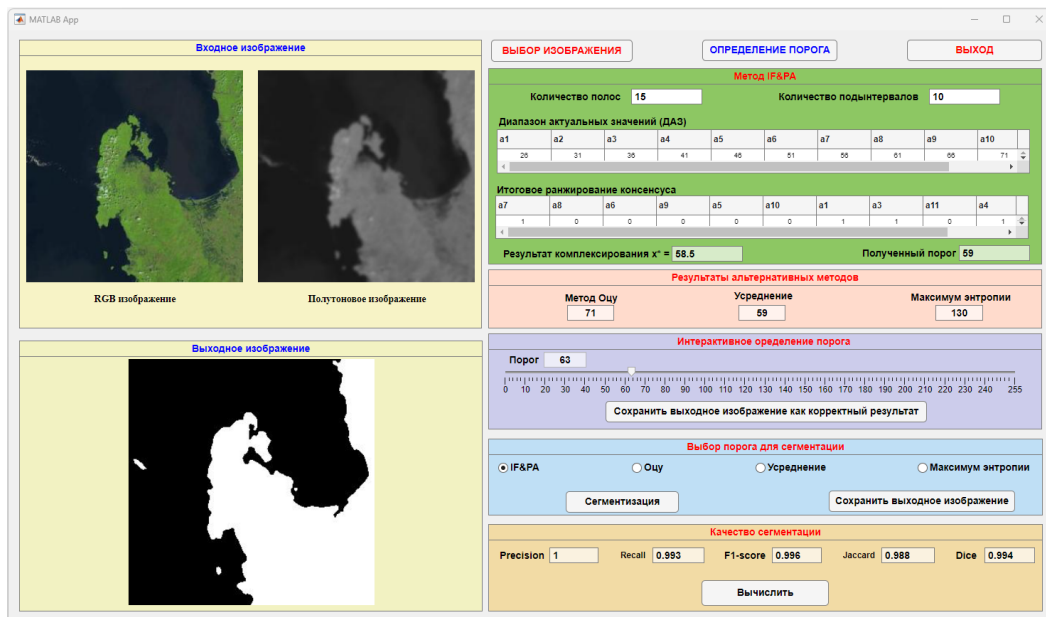 MATLAB App
Входное изображение
RGB изображение
Полутоновое изображение
Выходное изображение
ВЫБОР ИЗОБРАЖЕНИЯ
ОПРЕДЕЛЕНИЕ ПОРОГА
ВЫХОД
Метод IF&PA
Количество полос 15
Количество подынтервалов 10
Диапазон актуальных значений (ДАЗ)
a1 a2 a3 a4 a5 a6 a7 a8 a9 a10
26 31 36 41 46 51 56 61 66 71
Итоговое ранжирование консенсуса
a7 a8 a6 a9 a5 a10 a1 a3 a11 a4
1 0 0 0 0 0 1 1 0 1
Результат комплексирования x* = 58.5
Полученный порог 59
Результаты альтернативных методов
Метод Оцу Усреднение Максимум энтропии
71 59 130
Интерактивное оределение порога
Порог 63
0 10 20 30 40 50 60 70 80 90 100 110 120 130 140 150 160 170 180 190 200 210 220 230 240 255
Сохранить выходное изображение как корректный результат
Выбор порога для сегментации
IF&PA Оцу Усреднение Максимум энтропии
Сегментизация
Сохранить выходное изображение
Качество сегментации
Precision 1 Recall 0.993 F1-score 0.996 Jaccard 0.988 Dice 0.994
Вычислить